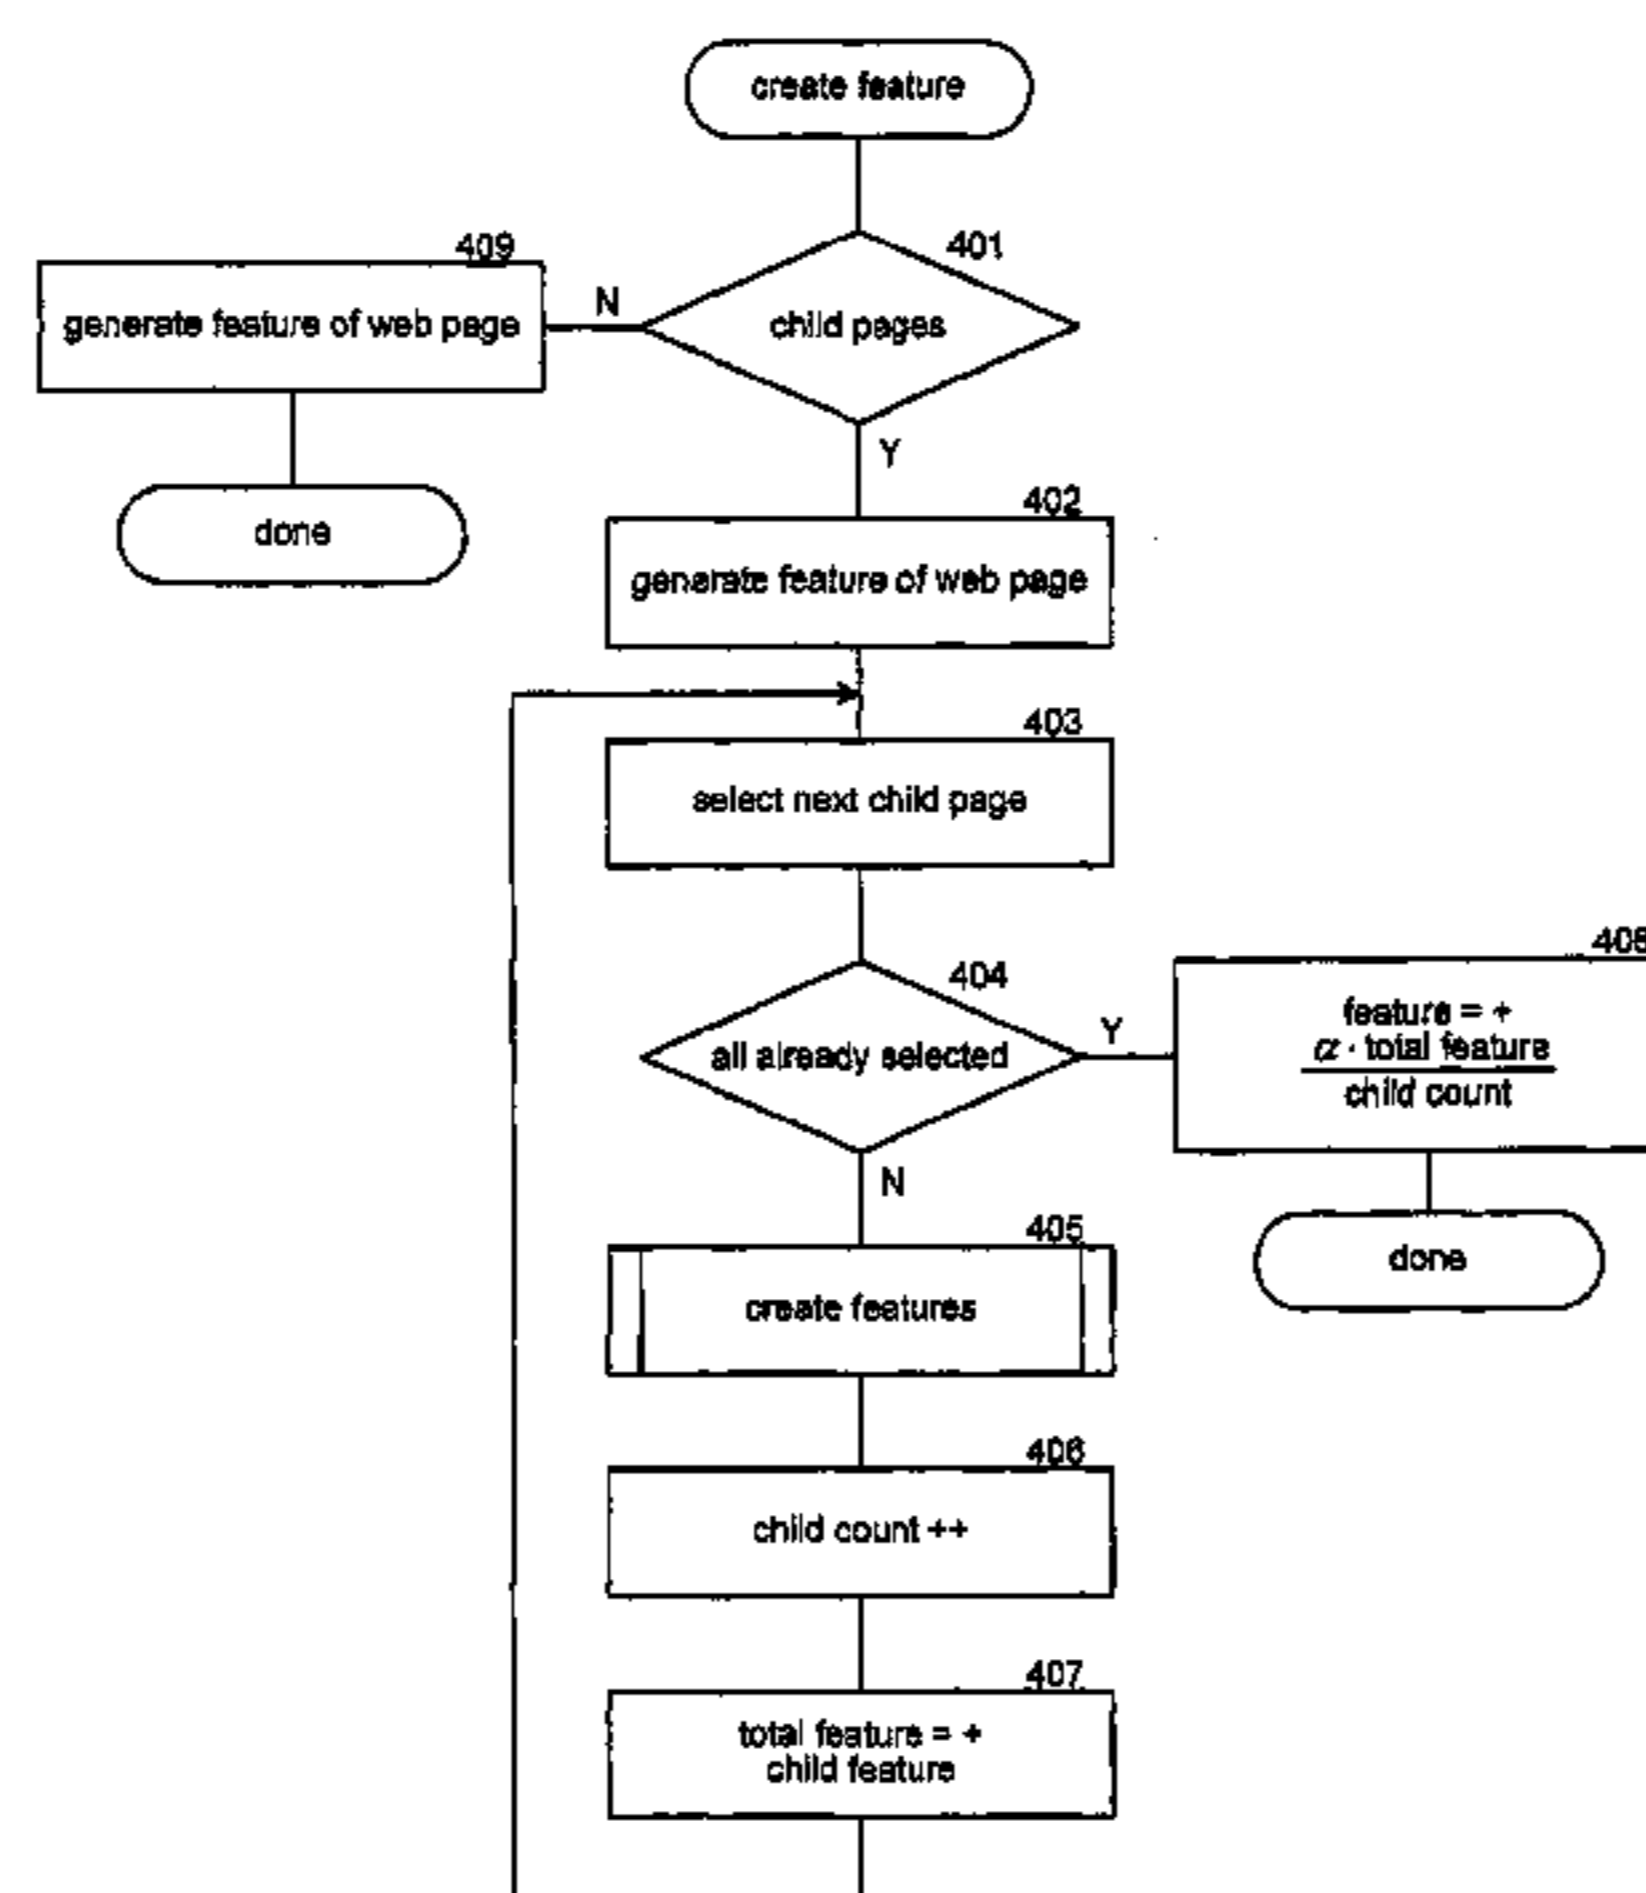 create feature
409
401
generate feature of web page
N
child pages
Y
done
402
generate feature of web page
403
select next child page
404
408
all already selected
Y
feature = +
α · total feature
child count
N
done
405
create features
406
child count ++
407
total feature = +
child feature